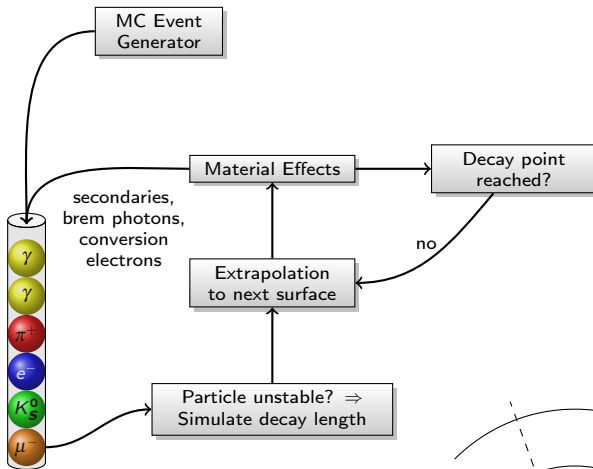 MC Event
Generator
Material Effects
Decay point
reached?
secondaries,
brem photons,
conversion
electrons
no
γ
γ
π⁺
e⁻
K⁰ₛ
μ⁻
Extrapolation
to next surface
Particle unstable? ⇒
Simulate decay length